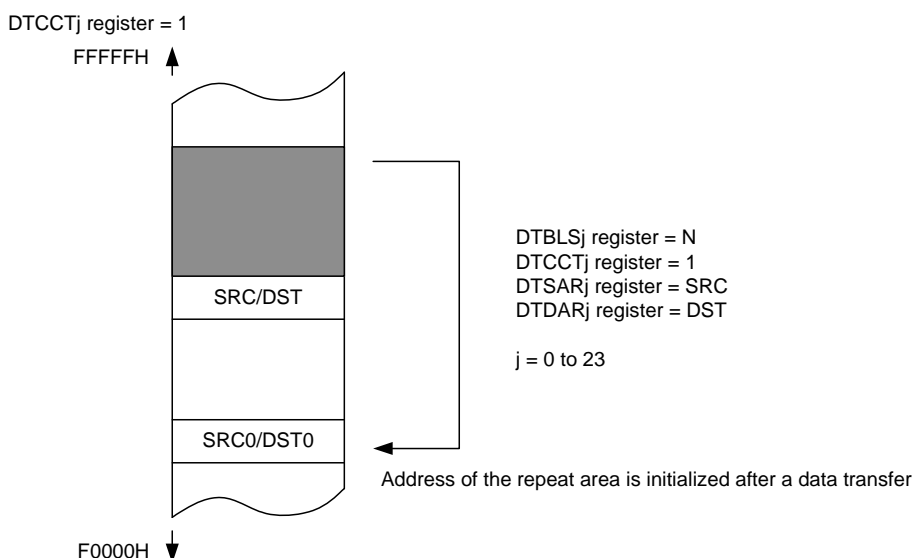 DTCCTj register = 1
FFFFFH
SRC/DST
DTBLSj register = N
DTCCTj register = 1
DTSARj register = SRC
DTDARj register = DST
j = 0 to 23
SRC0/DST0
Address of the repeat area is initialized after a data transfer
F0000H